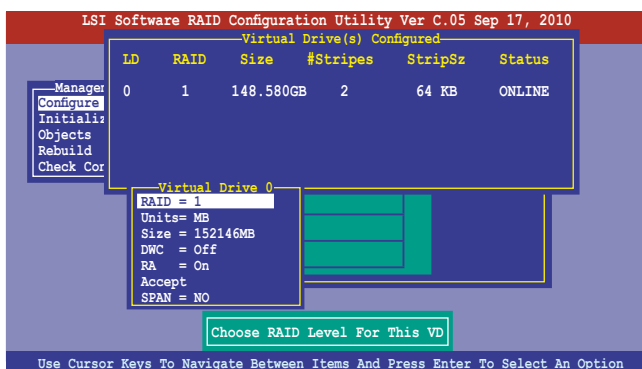 LSI Software RAID Configuration Utility Ver C.05 Sep 17, 2010
Virtual Drive(s) Configured
LD RAID Size #Stripes StripSz Status
0 1 148.580GB 2 64 KB ONLINE
Manager
Configure
Initializ
Objects
Rebuild
Check Con
Virtual Drive 0
RAID = 1
Units= MB
Size = 152146MB
DWC = Off
RA = On
Accept
SPAN = NO
Choose RAID Level For This VD
Use Cursor Keys To Navigate Between Items And Press Enter To Select An Option